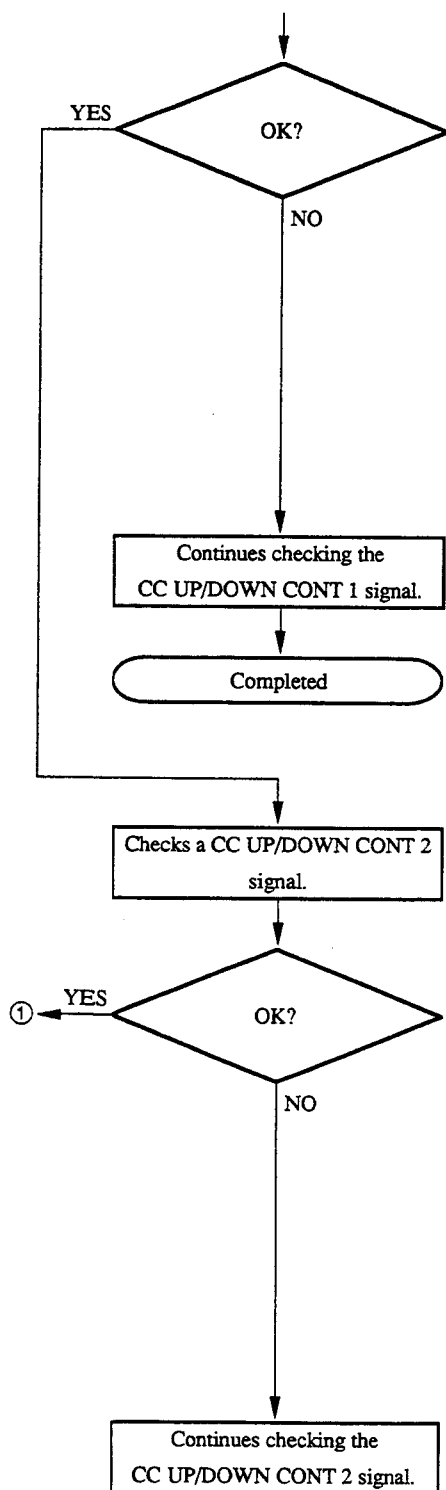 YES
OK?
NO
Continues checking the
CC UP/DOWN CONT 1 signal.
Completed
Checks a CC UP/DOWN CONT 2
signal.
① YES
OK?
NO
Continues checking the
CC UP/DOWN CONT 2 signal.